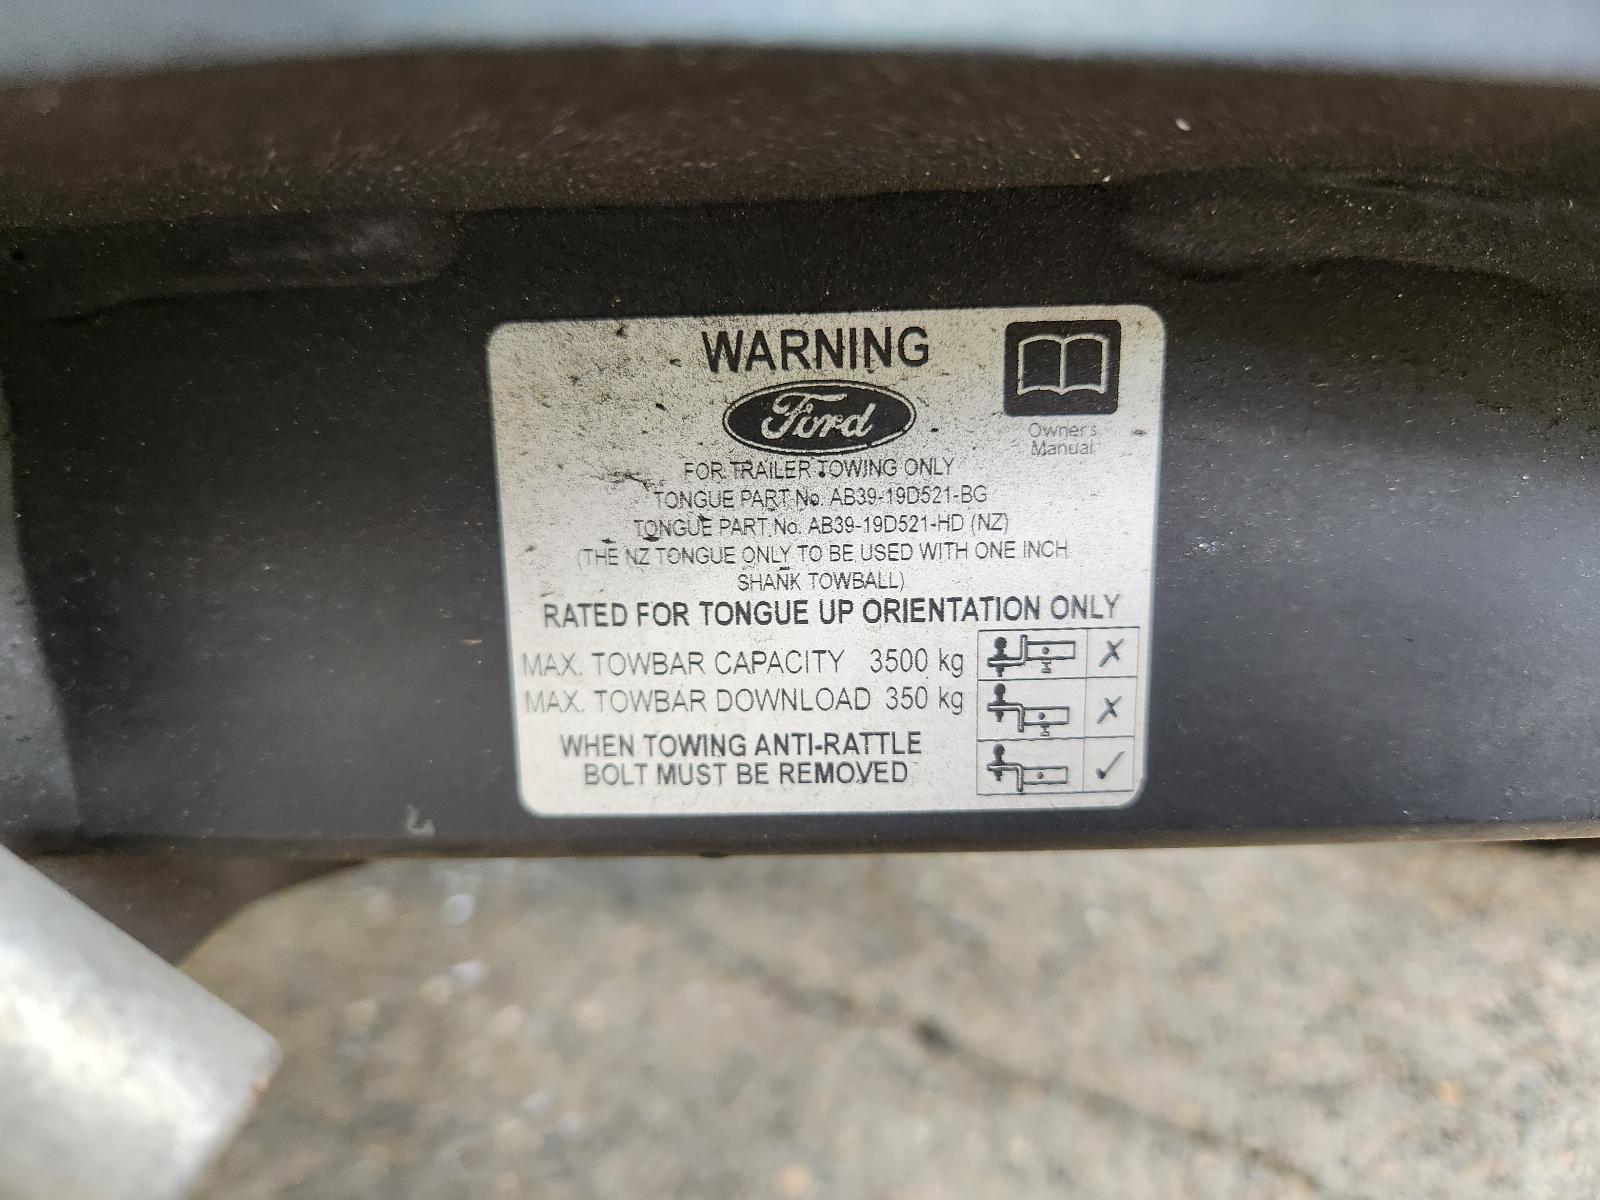 WARNING
Ford
Owner's
Manual
FOR TRAILER TOWING ONLY
TONGUE PART No. AB39-19D521-BG
TONGUE PART No. AB39-19D521-HD (NZ)
(THE NZ TONGUE ONLY TO BE USED WITH ONE INCH
SHANK TOWBALL)
RATED FOR TONGUE UP ORIENTATION ONLY
MAX. TOWBAR CAPACITY 3500 kg
MAX. TOWBAR DOWNLOAD 350 kg
WHEN TOWING ANTI-RATTLE
BOLT MUST BE REMOVED